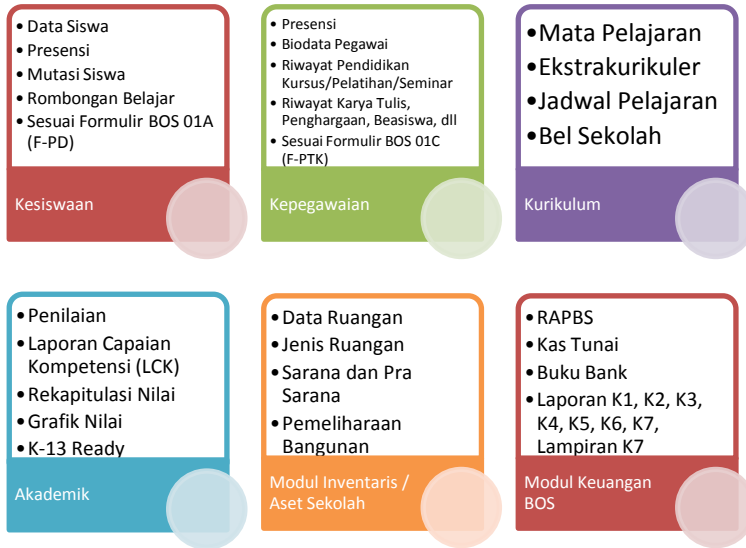 • Data Siswa
• Presensi
• Mutasi Siswa
• Rombongan Belajar
• Sesuai Formulir BOS 01A
(F-PD)
Kesiswaan
• Presensi
• Biodata Pegawai
• Riwayat Pendidikan
Kursus/Pelatihan/Seminar
• Riwayat Karya Tulis,
Penghargaan, Beasiswa, dll
• Sesuai Formulir BOS 01C
(F-PTK)
Kepegawaian
• Mata Pelajaran
• Ekstrakurikuler
• Jadwal Pelajaran
• Bel Sekolah
Kurikulum
• Penilaian
• Laporan Capaian
Kompetensi (LCK)
• Rekapitulasi Nilai
• Grafik Nilai
• K-13 Ready
Akademik
• Data Ruangan
• Jenis Ruangan
• Sarana dan Pra
Sarana
• Pemeliharaan
Bangunan
Modul Inventaris /
Aset Sekolah
• RAPBS
• Kas Tunai
• Buku Bank
• Laporan K1, K2, K3,
K4, K5, K6, K7,
Lampiran K7
Modul Keuangan
BOS